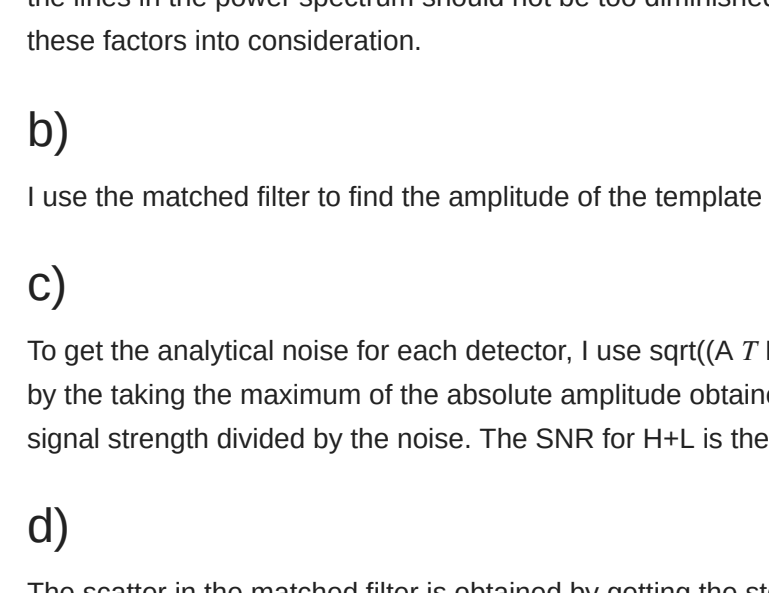 the lines in the power spectrum should not be too diminished
these factors into consideration.
b)
I use the matched filter to find the amplitude of the template
c)
To get the analytical noise for each detector, I use sqrt((A T
by the taking the maximum of the absolute amplitude
signal strength divided by the noise. The SNR for H+L is the
d)
The scatter in the matched filter is obtained by getting the